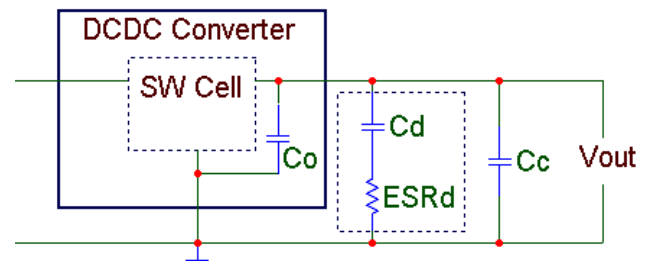 DCDC Converter
SW Cell
Co
Cd
ESRd
Cc
Vout